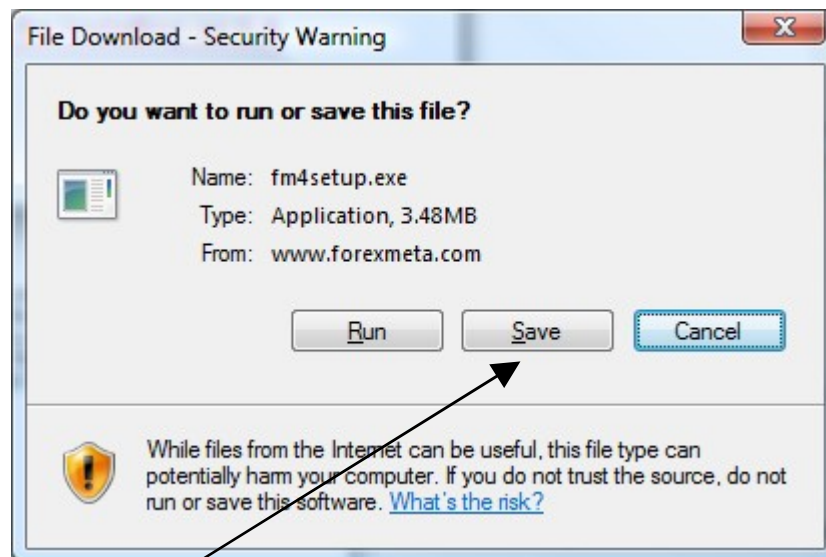 File Download - Security Warning
Do you want to run or save this file?
Name: fm4setup.exe
Type: Application, 3.48MB
From: www.forexmeta.com
Run Save Cancel
While files from the Internet can be useful, this file type can
potentially harm your computer. If you do not trust the source, do not
run or save this software. What's the risk?